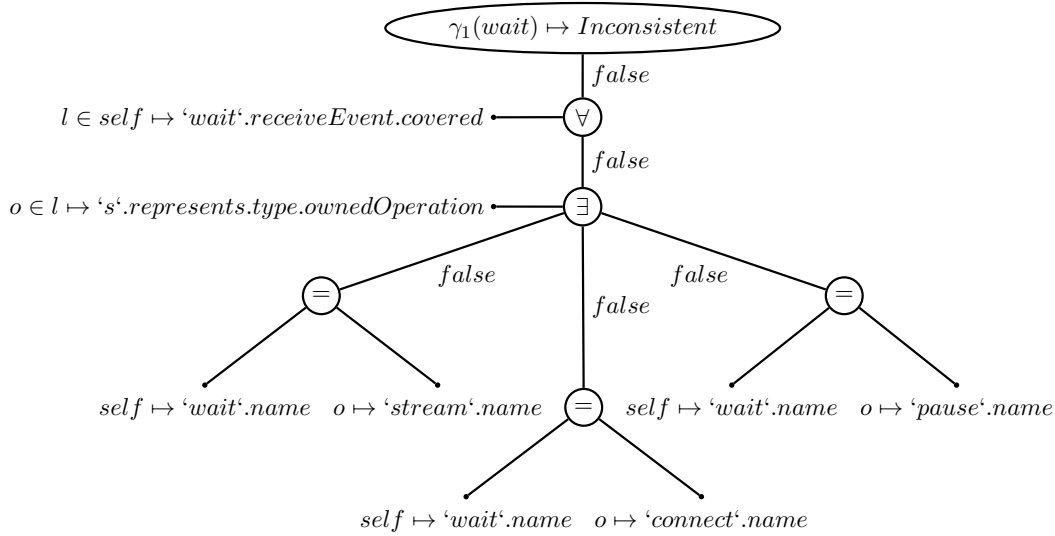 γ₁(wait) ↦ Inconsistent
false
l ∈ self ↦ ‘wait‘.receiveEvent.covered
∀
false
o ∈ l ↦ ‘s‘.represents.type.ownedOperation
∃
false
false
false
=
=
self ↦ ‘wait‘.name
o ↦ ‘stream‘.name
=
self ↦ ‘wait‘.name
o ↦ ‘pause‘.name
self ↦ ‘wait‘.name
o ↦ ‘connect‘.name